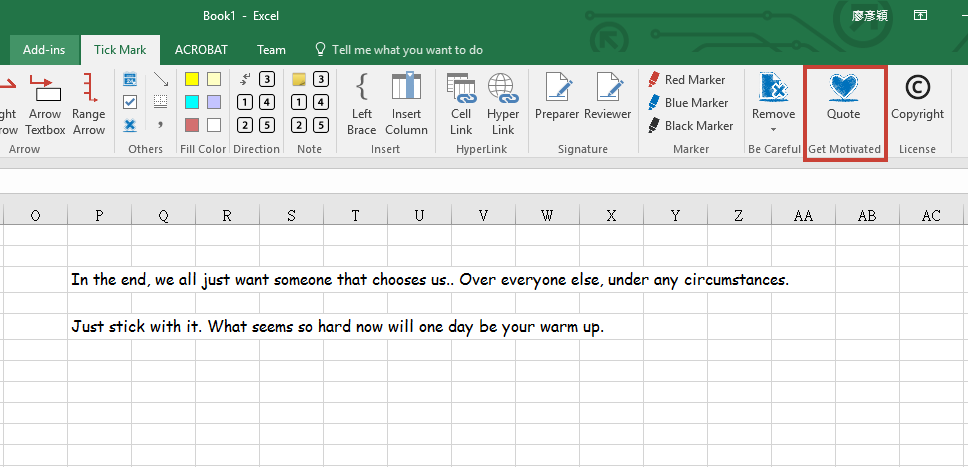 Book1 - Excel
廖彥穎
Add-ins Tick Mark ACROBAT Team Tell me what you want to do
ght Arrow Range
row Textbox Arrow
Arrow
Others
Fill Color
3
1 4
2 5
Direction
3
1 4
2 5
Note
Left Insert
Brace Column
Insert
Cell Hyper
Link Link
HyperLink
Preparer Reviewer
Signature
Red Marker
Blue Marker
Black Marker
Marker
Remove
Be Careful
Quote
Get Motivated
Copyright
License
O P Q R S T U V W X Y Z AA AB AC
In the end, we all just want someone that chooses us.. Over everyone else, under any circumstances.
Just stick with it. What seems so hard now will one day be your warm up.